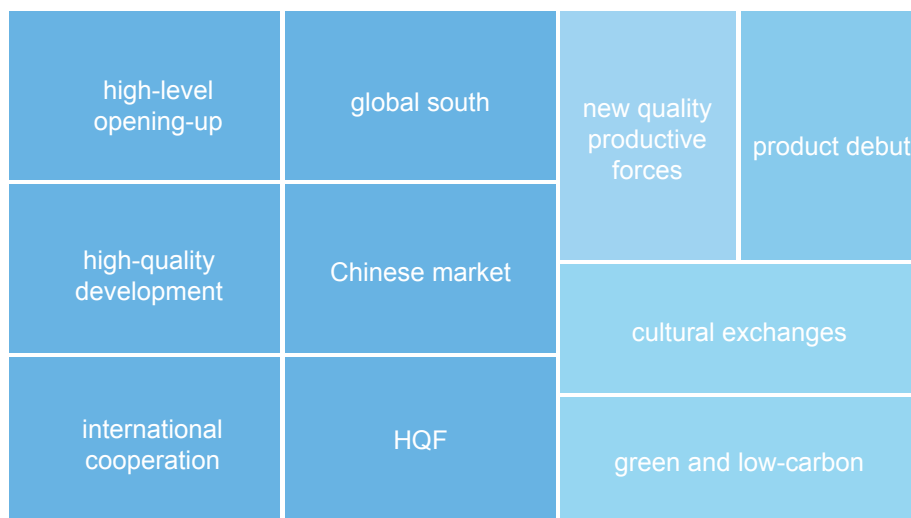 high-level
opening-up
global south
new quality
productive
forces
product debut
high-quality
development
Chinese market
cultural exchanges
international
cooperation
HQF
green and low-carbon